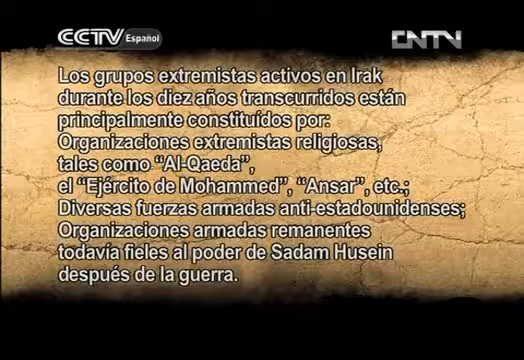 CCTV Español
CNTV
Los grupos extremistas activos en Irak
durante los diez años transcurridos están
principalmente constituídos por:
Organizaciones extremistas religiosas,
tales como “Al-Qaeda”,
el “Ejército de Mohammed”, “Ansar”, etc.;
Diversas fuerzas armadas anti-estadounidenses;
Organizaciones armadas remanentes
todavía fieles al poder de Sadam Husein
después de la guerra.